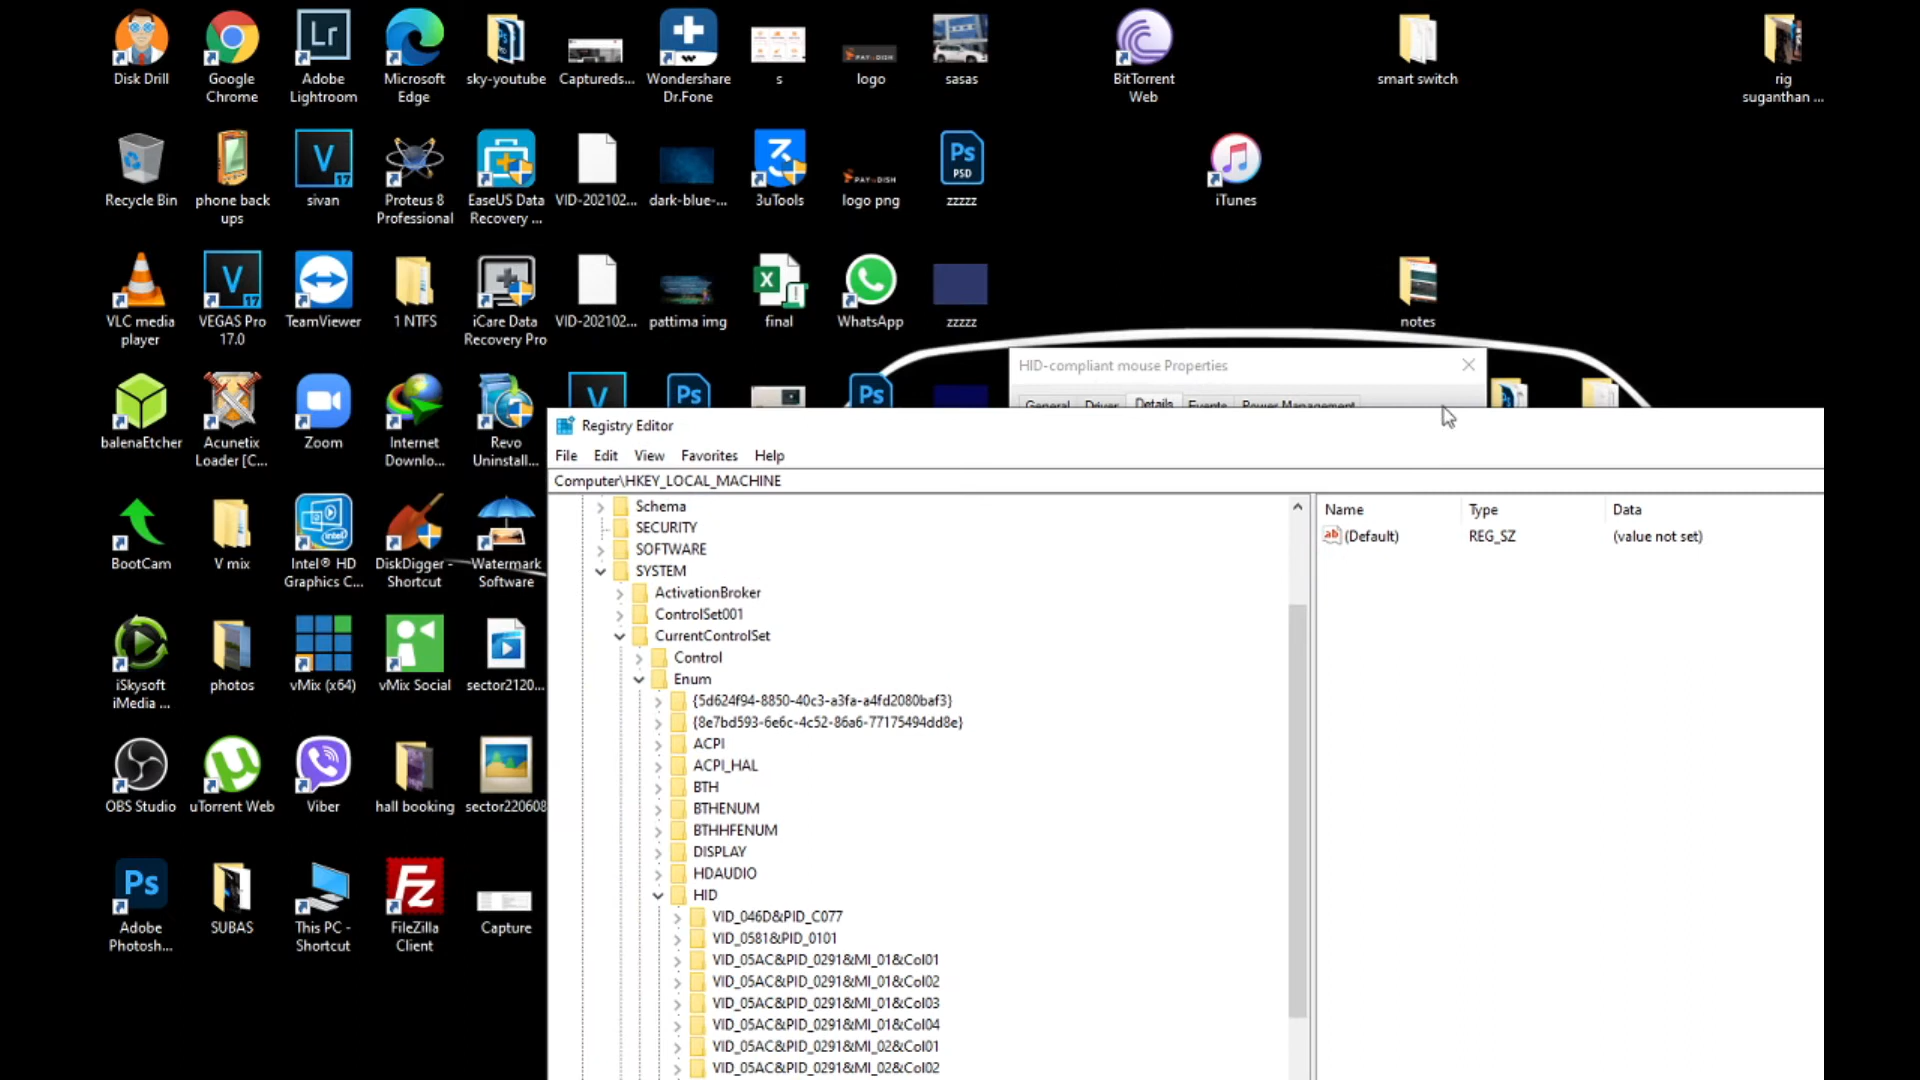 Disk Drill
Google
Chrome
Adobe
Lightroom
Microsoft
Edge
sky-youtube
Captureds...
Wondershare
Dr.Fone
s
logo
sasas
BitTorrent
Web
smart switch
rig
suganthan ...
Recycle Bin
phone back
ups
sivan
Proteus 8
Professional
EaseUS Data
Recovery ...
VID-202102...
dark-blue-...
3uTools
logo png
zzzzz
iTunes
VLC media
player
VEGAS Pro
17.0
TeamViewer
1 NTFS
iCare Data
Recovery Pro
VID-202102...
pattima img
final
WhatsApp
zzzzz
notes
HID-compliant mouse Properties
General Driver Details Events Power Management
balenaEtcher
Acunetix
Loader [C...
Zoom
Internet
Downlo...
Revo
Uninstall...
BootCam
V mix
Intel® HD
Graphics C...
DiskDigger -
Shortcut
Watermark
Software
iSkysoft
iMedia ...
photos
vMix (x64)
vMix Social
sector2120...
OBS Studio
uTorrent Web
Viber
hall booking
sector220608
Adobe
Photosh...
SUBAS
This PC -
Shortcut
FileZilla
Client
Capture
Registry Editor
File Edit View Favorites Help
Computer\HKEY_LOCAL_MACHINE
Schema
SECURITY
SOFTWARE
SYSTEM
ActivationBroker
ControlSet001
CurrentControlSet
Control
Enum
{5d624f94-8850-40c3-a3fa-a4fd2080baf3}
{8e7bd593-6e6c-4c52-86a6-77175494dd8e}
ACPI
ACPI_HAL
BTH
BTHENUM
BTHHFENUM
DISPLAY
HDAUDIO
HID
VID_046D&PID_C077
VID_0581&PID_0101
VID_05AC&PID_0291&MI_01&Col01
VID_05AC&PID_0291&MI_01&Col02
VID_05AC&PID_0291&MI_01&Col03
VID_05AC&PID_0291&MI_01&Col04
VID_05AC&PID_0291&MI_02&Col01
VID_05AC&PID_0291&MI_02&Col02
Name Type Data
(Default) REG_SZ (value not set)